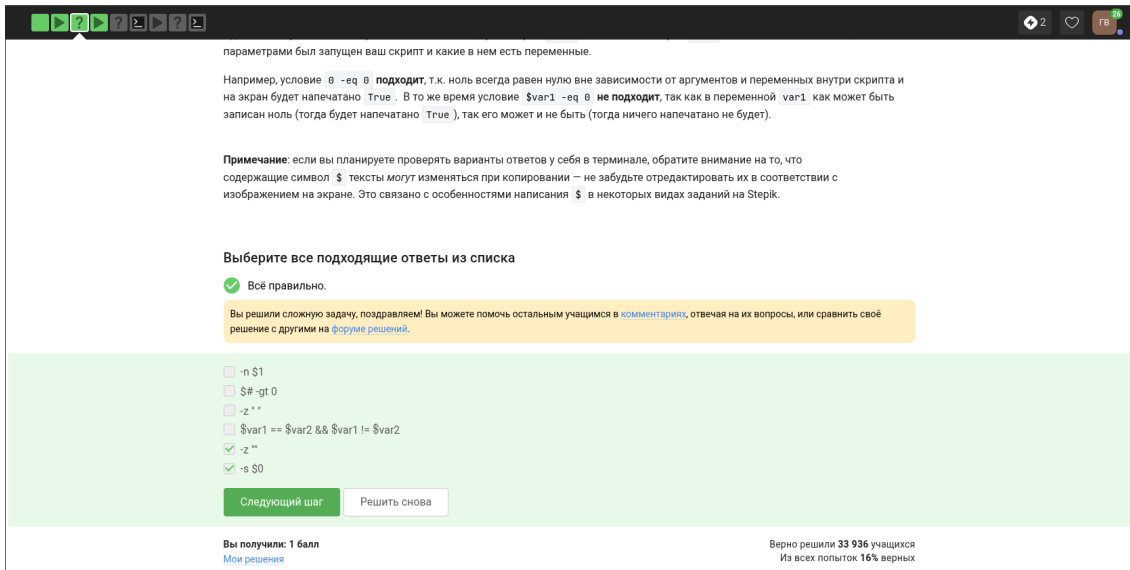 2
ГВ
26
параметрами был запущен ваш скрипт и какие в нем есть переменные.
Например, условие 0 -eq 0 подходит, т.к. ноль всегда равен нулю вне зависимости от аргументов и переменных внутри скрипта и
на экран будет напечатано True . В то же время условие $var1 -eq 0 не подходит, так как в переменной var1 как может быть
записан ноль (тогда будет напечатано True ), так его может и не быть (тогда ничего напечатано не будет).
Примечание: если вы планируете проверять варианты ответов у себя в терминале, обратите внимание на то, что
содержащие символ $ тексты могут изменяться при копировании — не забудьте отредактировать их в соответствии с
изображением на экране. Это связано с особенностями написания $ в некоторых видах заданий на Stepik.
Выберите все подходящие ответы из списка
Всё правильно.
Вы решили сложную задачу, поздравляем! Вы можете помочь остальным учащимся в комментариях, отвечая на их вопросы, или сравнить своё
решение с другими на форуме решений.
-n $1
$# -gt 0
-z " "
$var1 == $var2 && $var1 != $var2
-z ""
-s $0
Следующий шаг
Решить снова
Вы получили: 1 балл
Мои решения
Верно решили 33 936 учащихся
Из всех попыток 16% верных